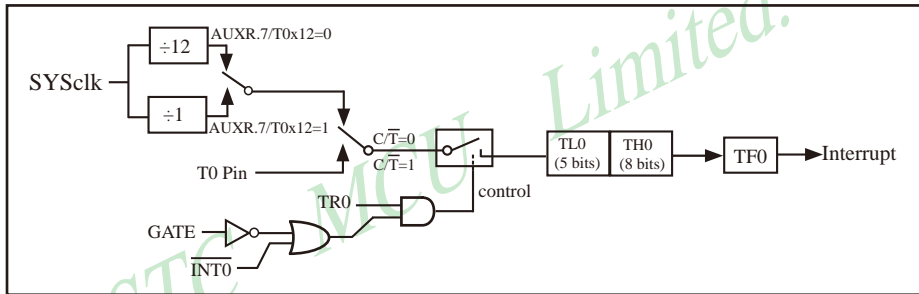 ÷12
AUXR.7/T0x12=0
SYSclk
÷1
AUXR.7/T0x12=1
C/T̅=0
C/T̅=1
T0 Pin
TL0
(5 bits)
TH0
(8 bits)
TF0
Interrupt
control
TR0
GATE
I̅N̅T̅0̅
STC MCU Limited.